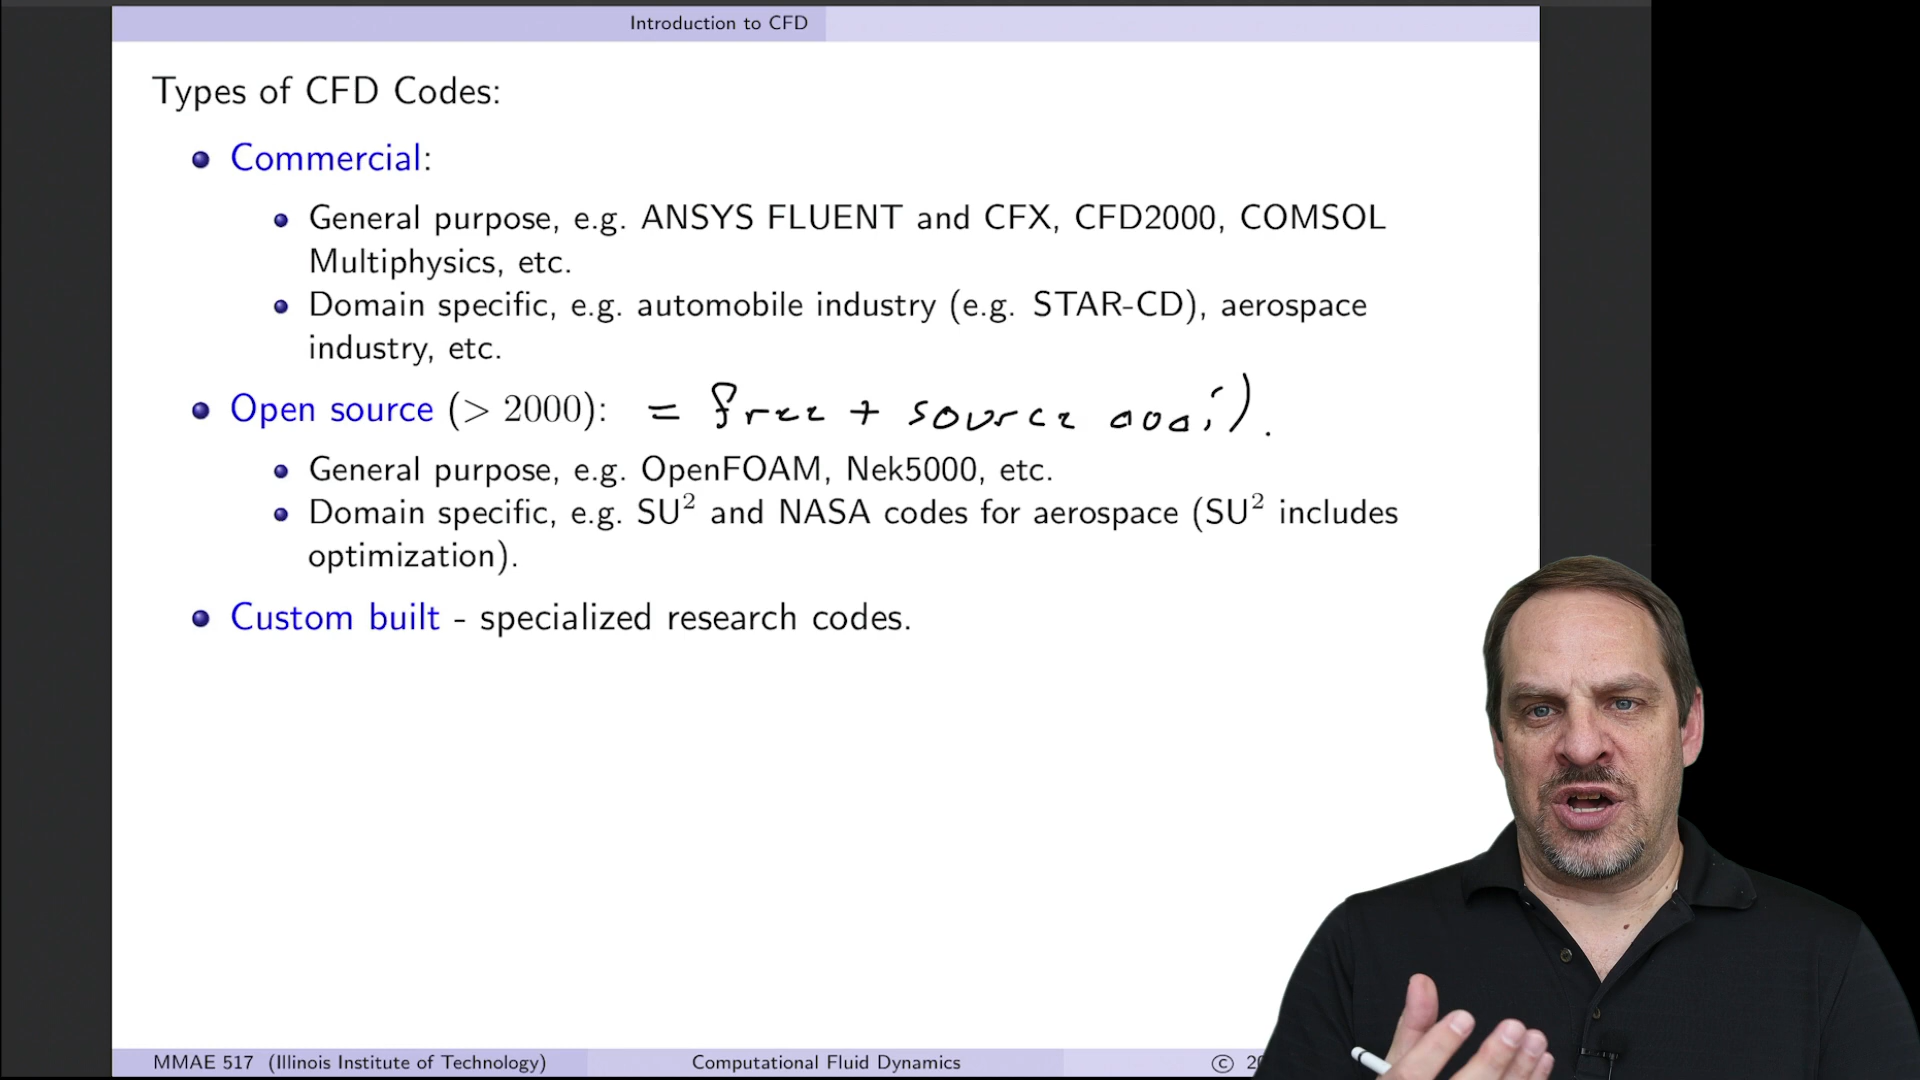 Introduction to CFD
Types of CFD Codes:
Commercial:
General purpose, e.g. ANSYS FLUENT and CFX, CFD2000, COMSOL
Multiphysics, etc.
Domain specific, e.g. automobile industry (e.g. STAR-CD), aerospace
industry, etc.
Open source (> 2000): = free + source avail.
General purpose, e.g. OpenFOAM, Nek5000, etc.
Domain specific, e.g. SU² and NASA codes for aerospace (SU² includes
optimization).
Custom built - specialized research codes.
MMAE 517 (Illinois Institute of Technology) Computational Fluid Dynamics ©